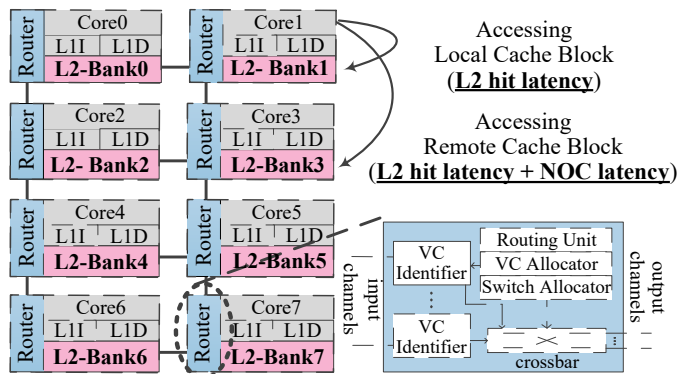 Router
Core0
L1I L1D
L2-Bank0
Router
Core1
L1I L1D
L2- Bank1
Accessing
Local Cache Block
(L2 hit latency)
Router
Core2
L1I L1D
L2- Bank2
Router
Core3
L1I L1D
L2- Bank3
Accessing
Remote Cache Block
(L2 hit latency + NOC latency)
Router
Core4
L1I L1D
L2-Bank4
Router
Core5
L1I L1D
L2-Bank5
Router
Core6
L1I L1D
L2-Bank6
Router
Core7
L1I L1D
L2-Bank7
input
channels
VC
Identifier
VC
Identifier
Routing Unit
VC Allocator
Switch Allocator
crossbar
output
channels